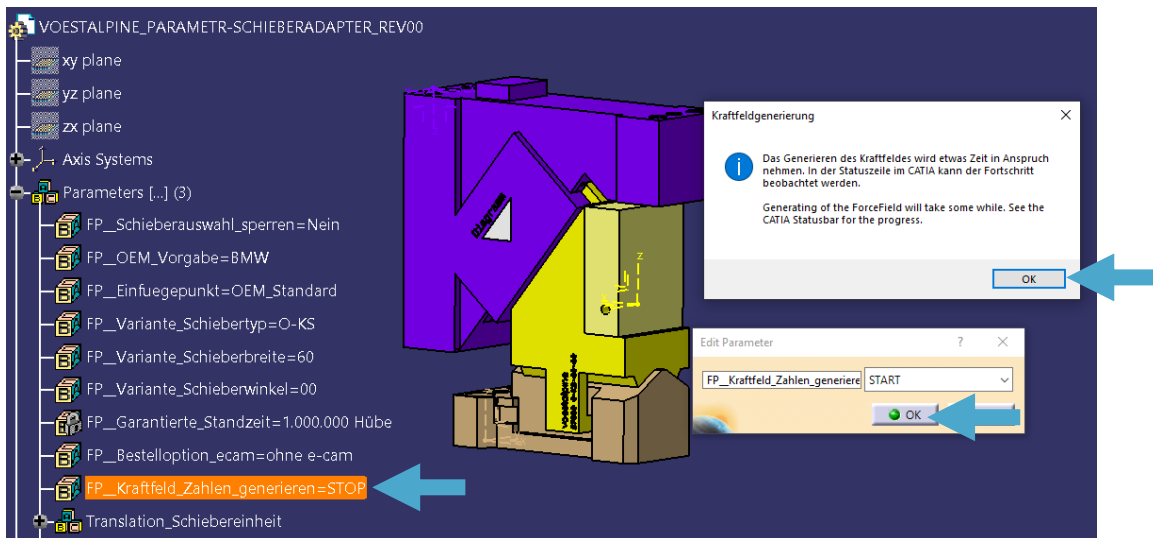 VOESTALPINE_PARAMETR-SCHIEBERADAPTER_REV00
xy plane
yz plane
zx plane
Axis Systems
Parameters [...] (3)
FP__Schieberauswahl_sperren=Nein
FP__OEM_Vorgabe=BMW
FP__Einfuegepunkt=OEM_Standard
FP__Variante_Schiebertyp=O-KS
FP__Variante_Schieberbreite=60
FP__Variante_Schieberwinkel=00
FP__Garantierte_Standzeit=1.000.000 Hübe
FP__Bestelloption_ecam=ohne e-cam
FP__Kraftfeld_Zahlen_generieren=STOP
Translation_Schiebereinheit
Diagramm
z
Kraftfeldgenerierung
Das Generieren des Kraftfeldes wird etwas Zeit in Anspruch
nehmen. In der Statuszeile im CATIA kann der Fortschritt
beobachtet werden.
Generating of the ForceField will take some while. See the
CATIA Statusbar for the progress.
OK
Edit Parameter ?
FP__Kraftfeld_Zahlen_generiere START
OK